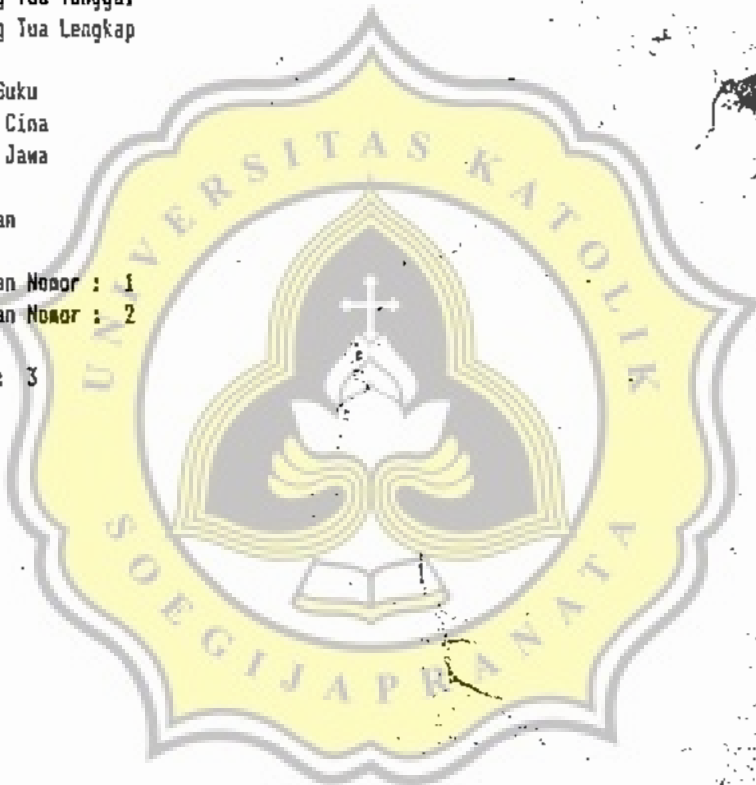 Tua Tunggal
Tua Lengkap
Suku
Cina
Jawa
an
an Nomor : 1
an Nomor : 2
: 3
UNIVERSITAS KATOLIK
SOEGIJAPRANATA